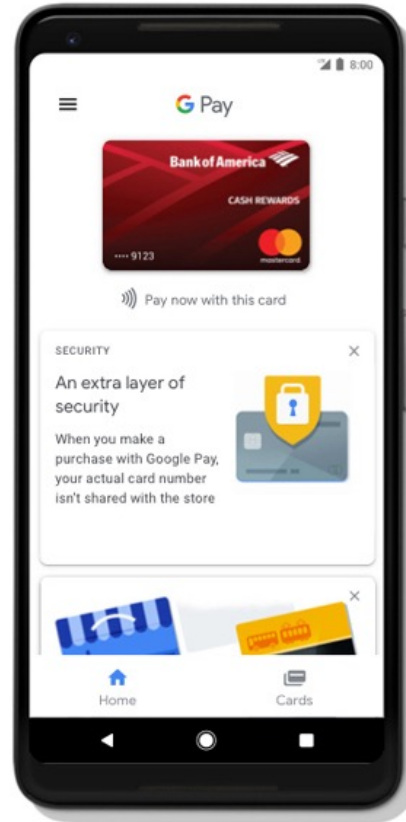 8:00
G Pay
Bank of America
CASH REWARDS
•••• 9123
mastercard
Pay now with this card
SECURITY
An extra layer of
security
When you make a
purchase with Google Pay,
your actual card number
isn't shared with the store
Home
Cards